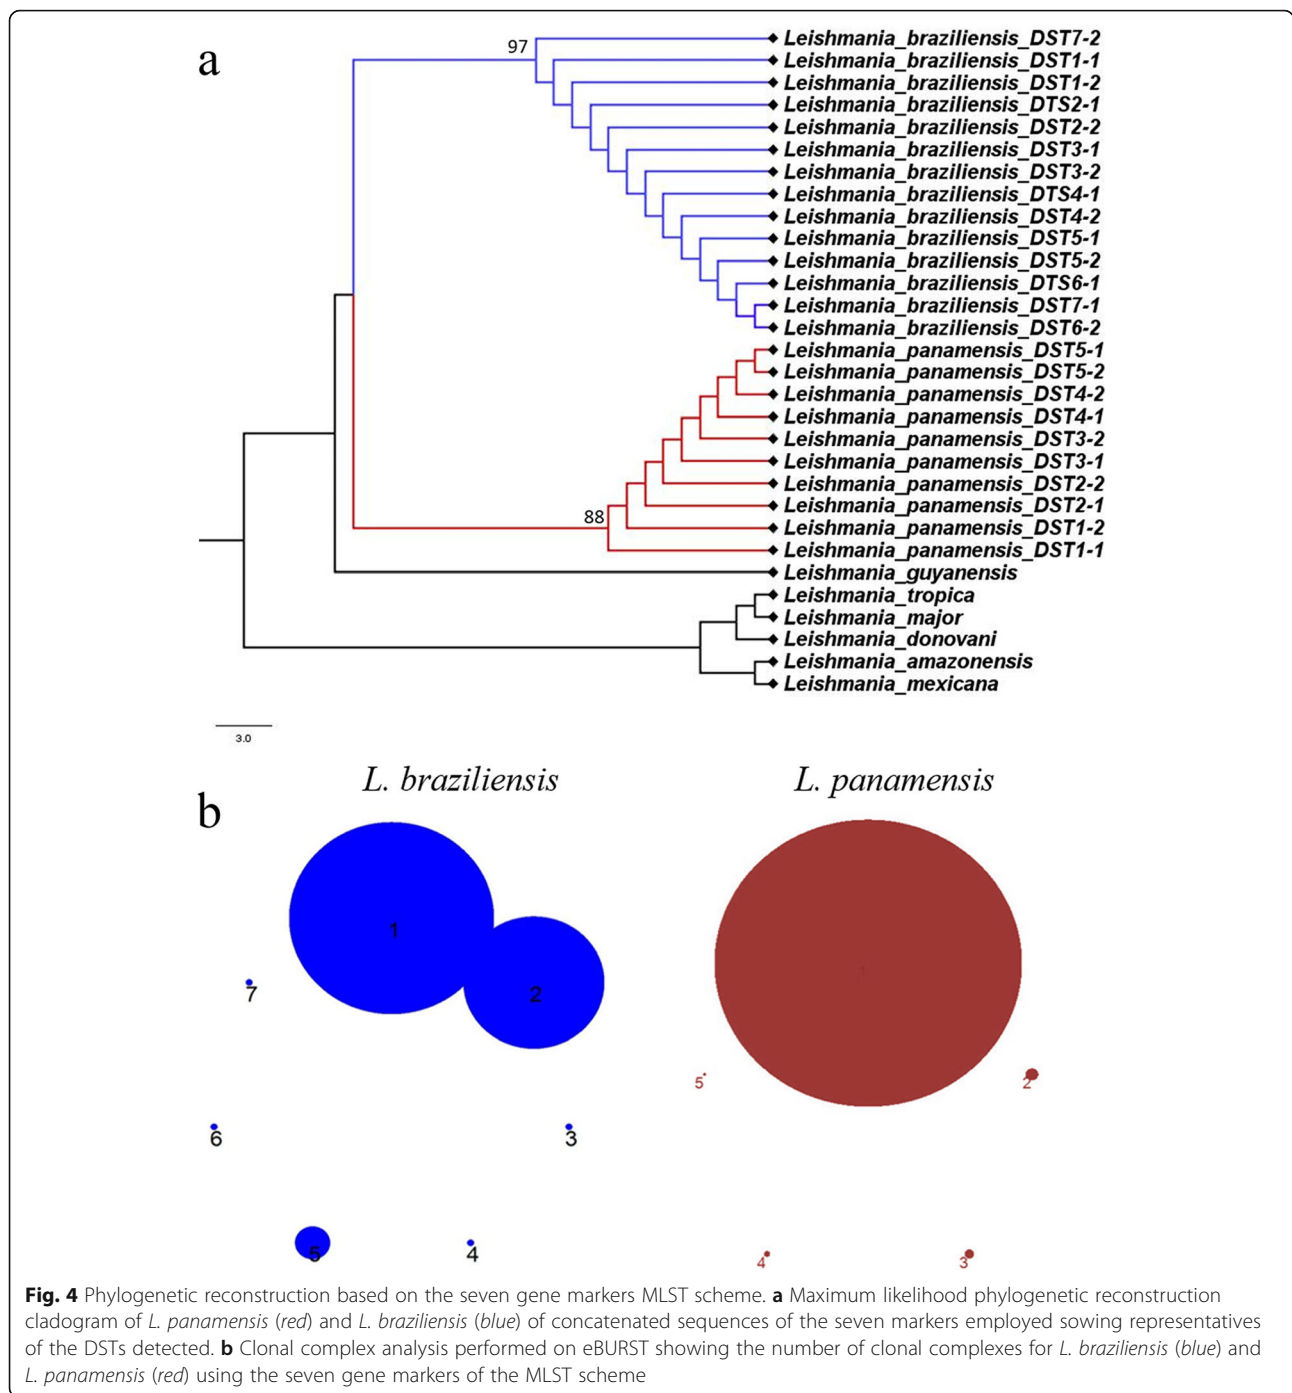 a
97
Leishmania_braziliensis_DST7-2
Leishmania_braziliensis_DST1-1
Leishmania_braziliensis_DST1-2
Leishmania_braziliensis_DTS2-1
Leishmania_braziliensis_DST2-2
Leishmania_braziliensis_DST3-1
Leishmania_braziliensis_DST3-2
Leishmania_braziliensis_DTS4-1
Leishmania_braziliensis_DST4-2
Leishmania_braziliensis_DST5-1
Leishmania_braziliensis_DST5-2
Leishmania_braziliensis_DTS6-1
Leishmania_braziliensis_DST7-1
Leishmania_braziliensis_DST6-2
Leishmania_panamensis_DST5-1
Leishmania_panamensis_DST5-2
Leishmania_panamensis_DST4-2
Leishmania_panamensis_DST4-1
Leishmania_panamensis_DST3-2
Leishmania_panamensis_DST3-1
Leishmania_panamensis_DST2-2
Leishmania_panamensis_DST2-1
88
Leishmania_panamensis_DST1-2
Leishmania_panamensis_DST1-1
Leishmania_guyanensis
Leishmania_tropica
Leishmania_major
Leishmania_donovani
Leishmania_amazonensis
Leishmania_mexicana
3.0
L. braziliensis
L. panamensis
b
1
2
7
6
3
5
4
1
5
2
4
3
Fig. 4 Phylogenetic reconstruction based on the seven gene markers MLST scheme. a Maximum likelihood phylogenetic reconstruction
cladogram of L. panamensis (red) and L. braziliensis (blue) of concatenated sequences of the seven markers employed sowing representatives
of the DSTs detected. b Clonal complex analysis performed on eBURST showing the number of clonal complexes for L. braziliensis (blue) and
L. panamensis (red) using the seven gene markers of the MLST scheme